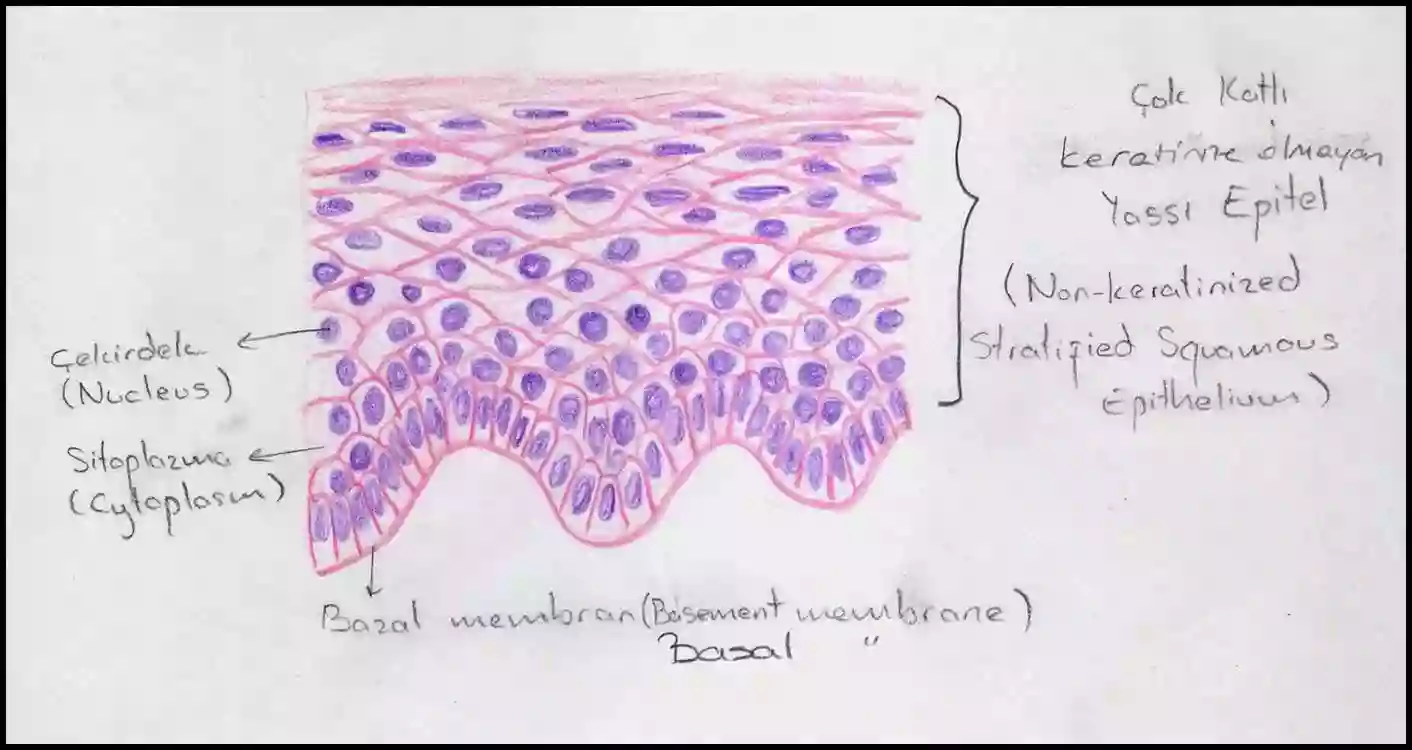 Çok Katlı
keratinize olmayan
Yassı Epitel
(Non-keratinized
Stratified Squamous
Epithelium)
Çekirdek
(Nucleus)
Sitoplazma
(Cytoplasm)
Bazal membran (Basement membrane)
Basal "